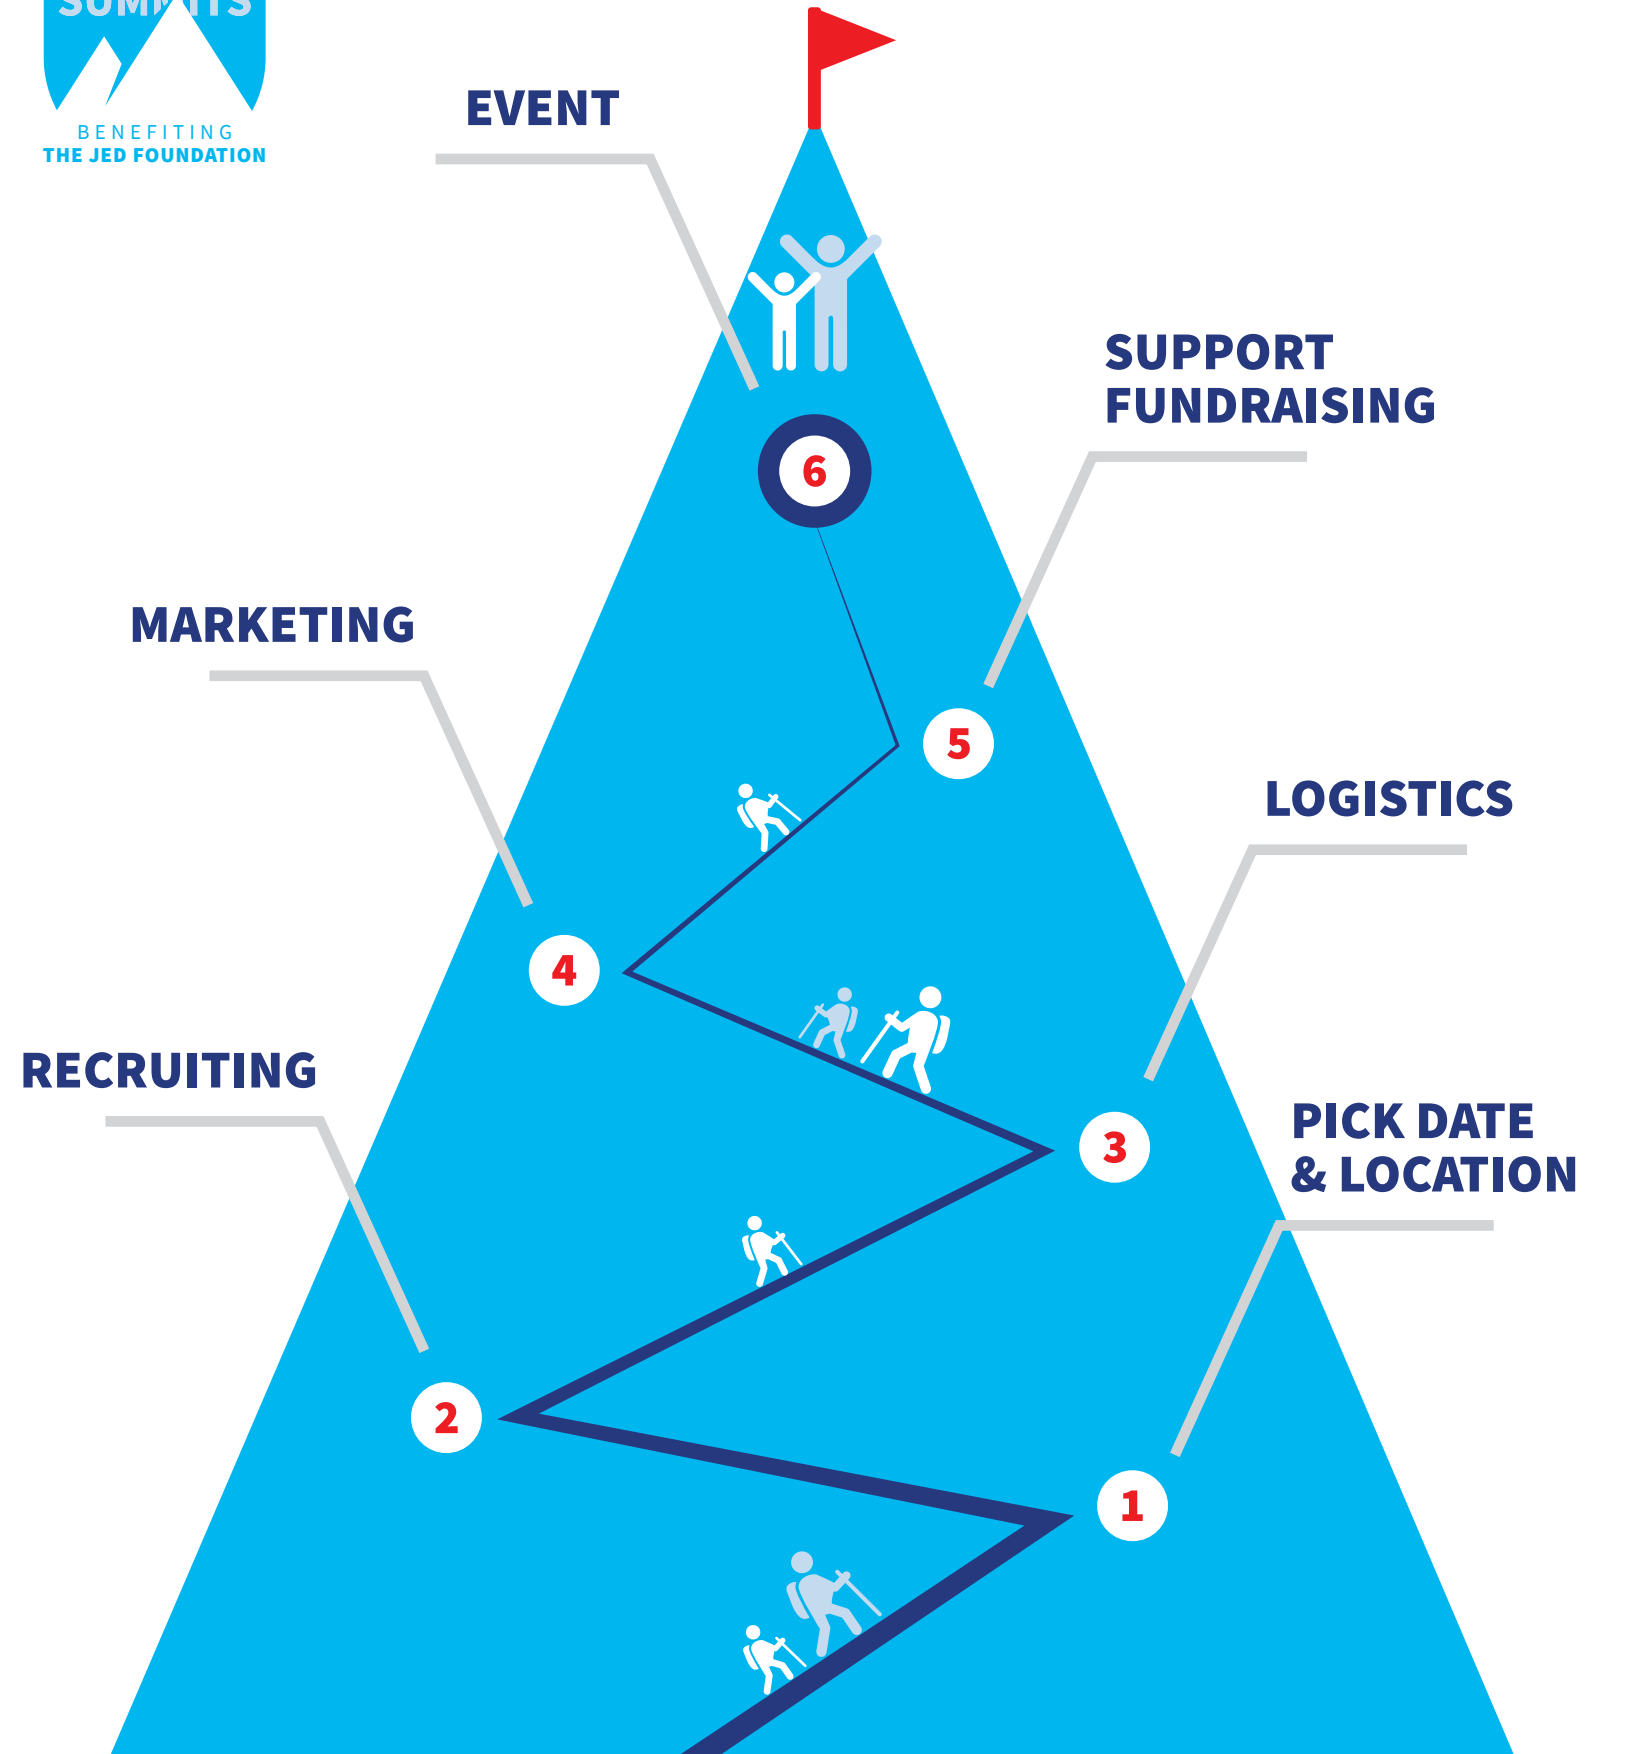 SUMMITS
BENEFITING
THE JED FOUNDATION
EVENT
SUPPORT
FUNDRAISING
6
MARKETING
5
LOGISTICS
4
RECRUITING
3
PICK DATE
& LOCATION
2
1